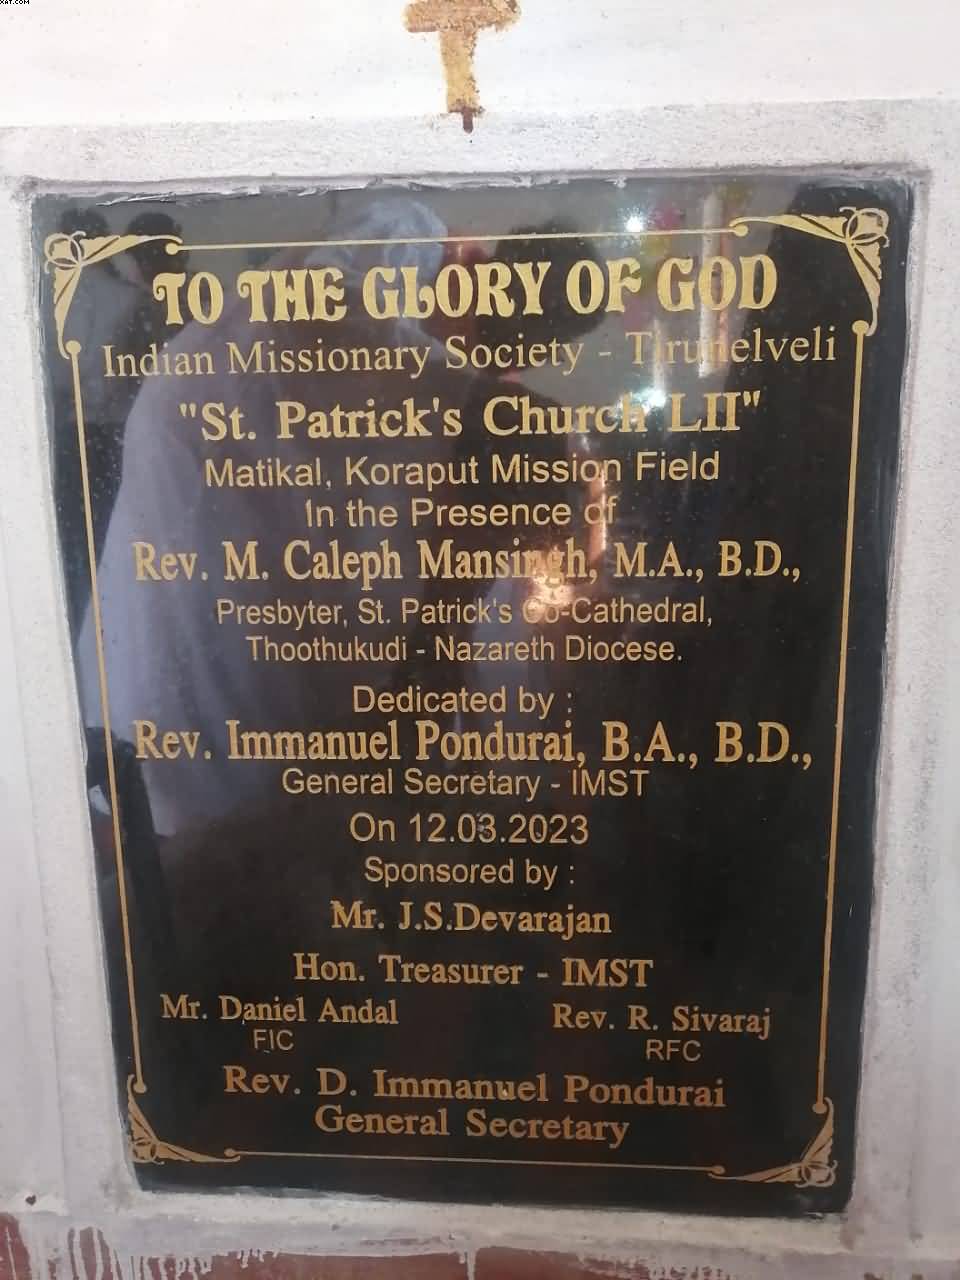 XAT.COM
TO THE GLORY OF GOD
Indian Missionary Society - Tirunelveli
"St. Patrick's Church LII"
Matikal, Koraput Mission Field
In the Presence of
Rev. M. Caleph Mansingh, M.A., B.D.,
Presbyter, St. Patrick's Co-Cathedral,
Thoothukudi - Nazareth Diocese.
Dedicated by :
Rev. Immanuel Pondurai, B.A., B.D.,
General Secretary - IMST
On 12.03.2023
Sponsored by :
Mr. J.S.Devarajan
Hon. Treasurer - IMST
Mr. Daniel Andal Rev. R. Sivaraj
FIC RFC
Rev. D. Immanuel Pondurai
General Secretary